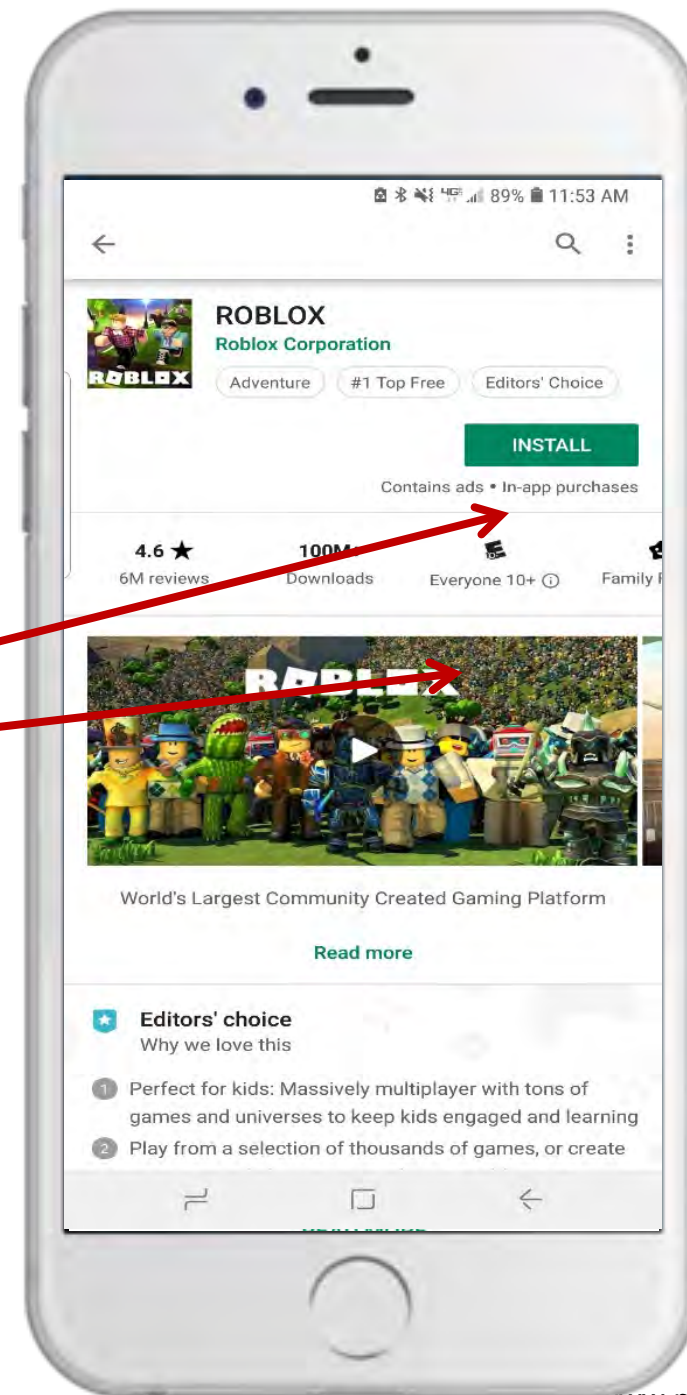 89% 11:53 AM
ROBLOX
Roblox Corporation
ROBLOX
Adventure #1 Top Free Editors' Choice
INSTALL
Contains ads • In-app purchases
4.6 ★ 100M+ E
6M reviews Downloads Everyone 10+ Family
ROBLOX
World's Largest Community Created Gaming Platform
Read more
Editors' choice
Why we love this
1 Perfect for kids: Massively multiplayer with tons of
games and universes to keep kids engaged and learning
2 Play from a selection of thousands of games, or create